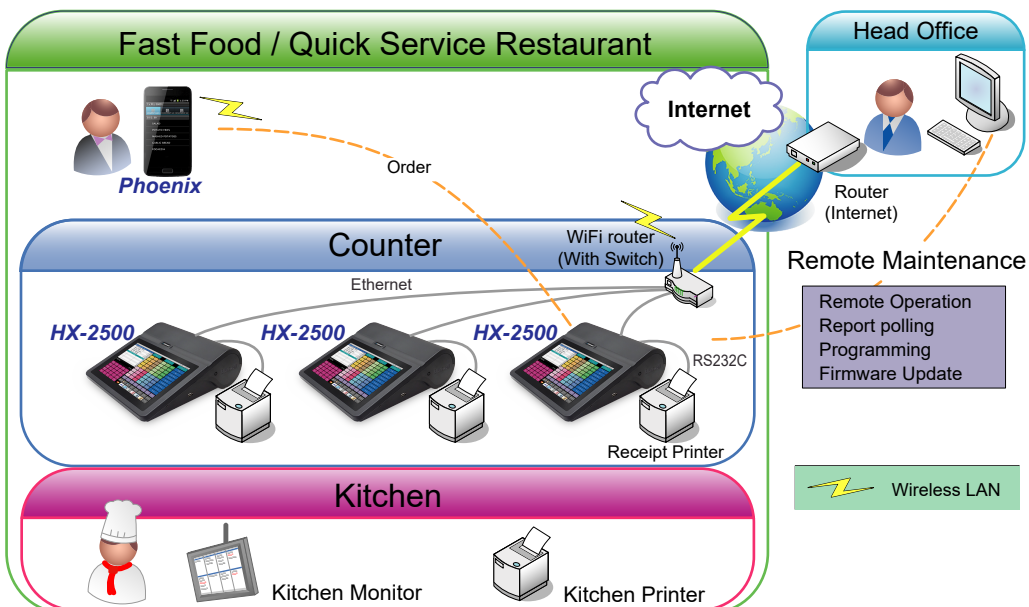 Fast Food / Quick Service Restaurant
Head Office
Internet
Phoenix
Order
Router
(Internet)
Counter
WiFi router
(With Switch)
Ethernet
HX-2500
HX-2500
HX-2500
RS232C
Receipt Printer
Remote Maintenance
Remote Operation
Report polling
Programming
Firmware Update
Wireless LAN
Kitchen
Kitchen Monitor
Kitchen Printer